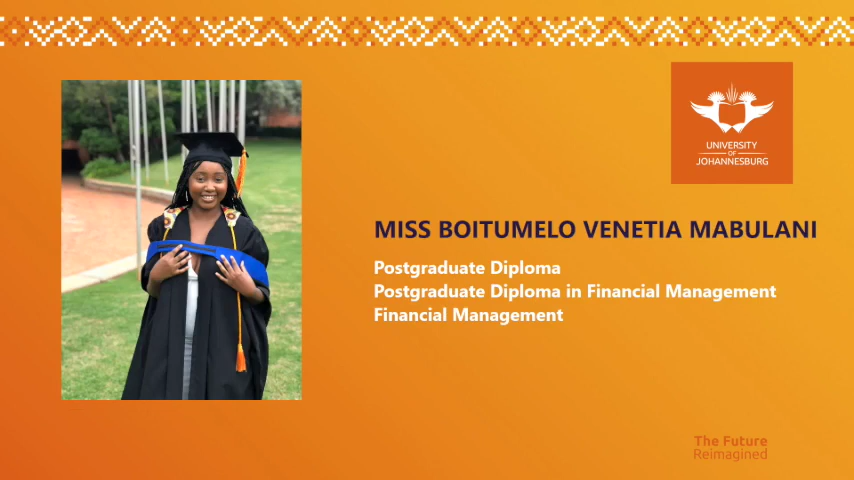 UNIVERSITY
OF
JOHANNESBURG
MISS BOITUMELO VENETIA MABULANI
Postgraduate Diploma
Postgraduate Diploma in Financial Management
Financial Management
The Future
Reimagined